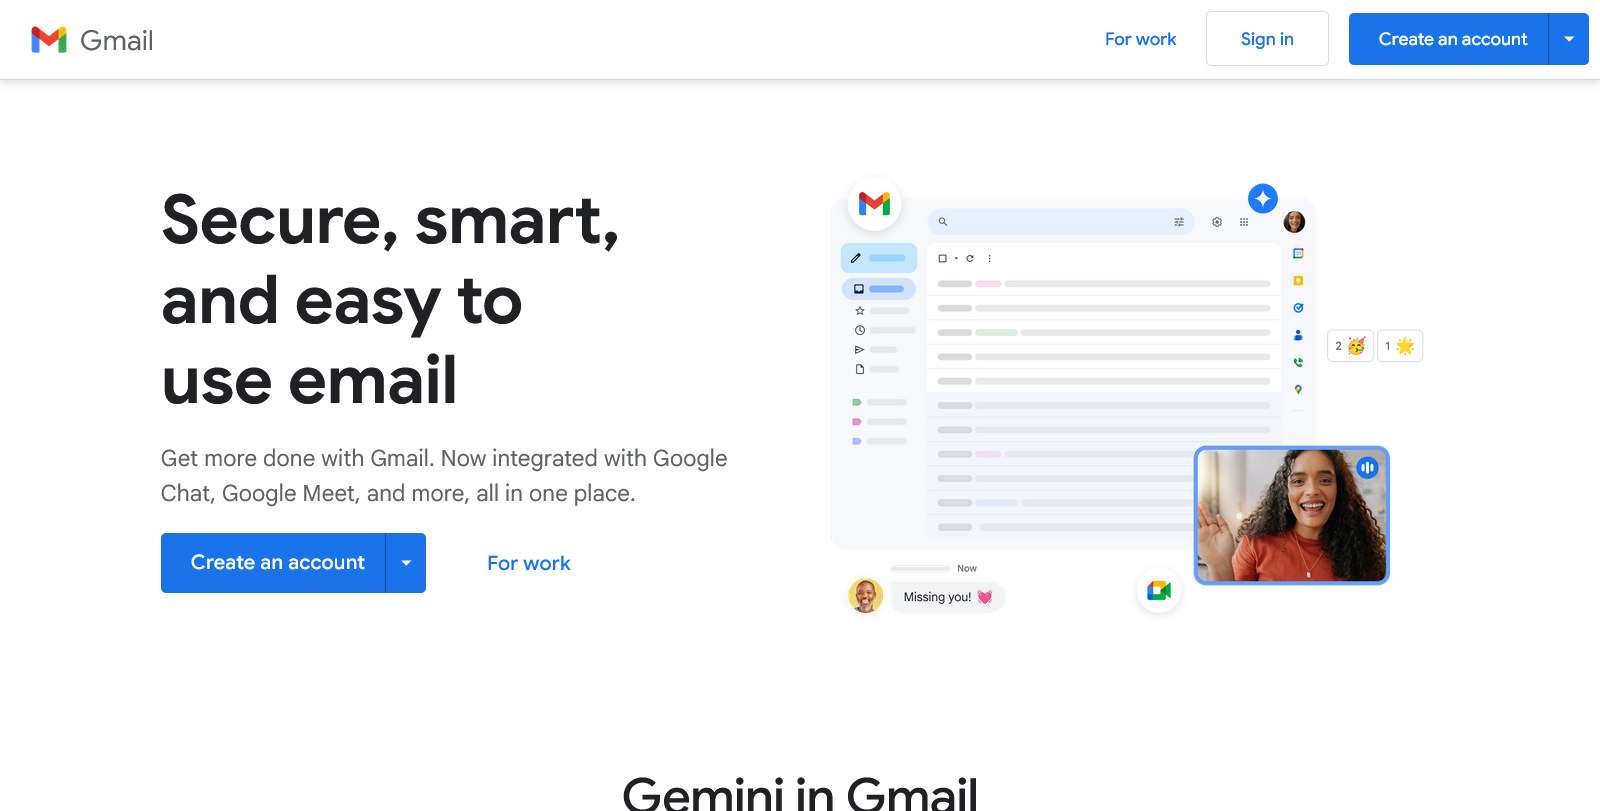 Gmail
For work
Sign in
Create an account
Secure, smart,
and easy to
use email
Get more done with Gmail. Now integrated with Google
Chat, Google Meet, and more, all in one place.
Create an account
For work
2 🥳
1 🌟
Now
Missing you! 💓
Gemini in Gmail